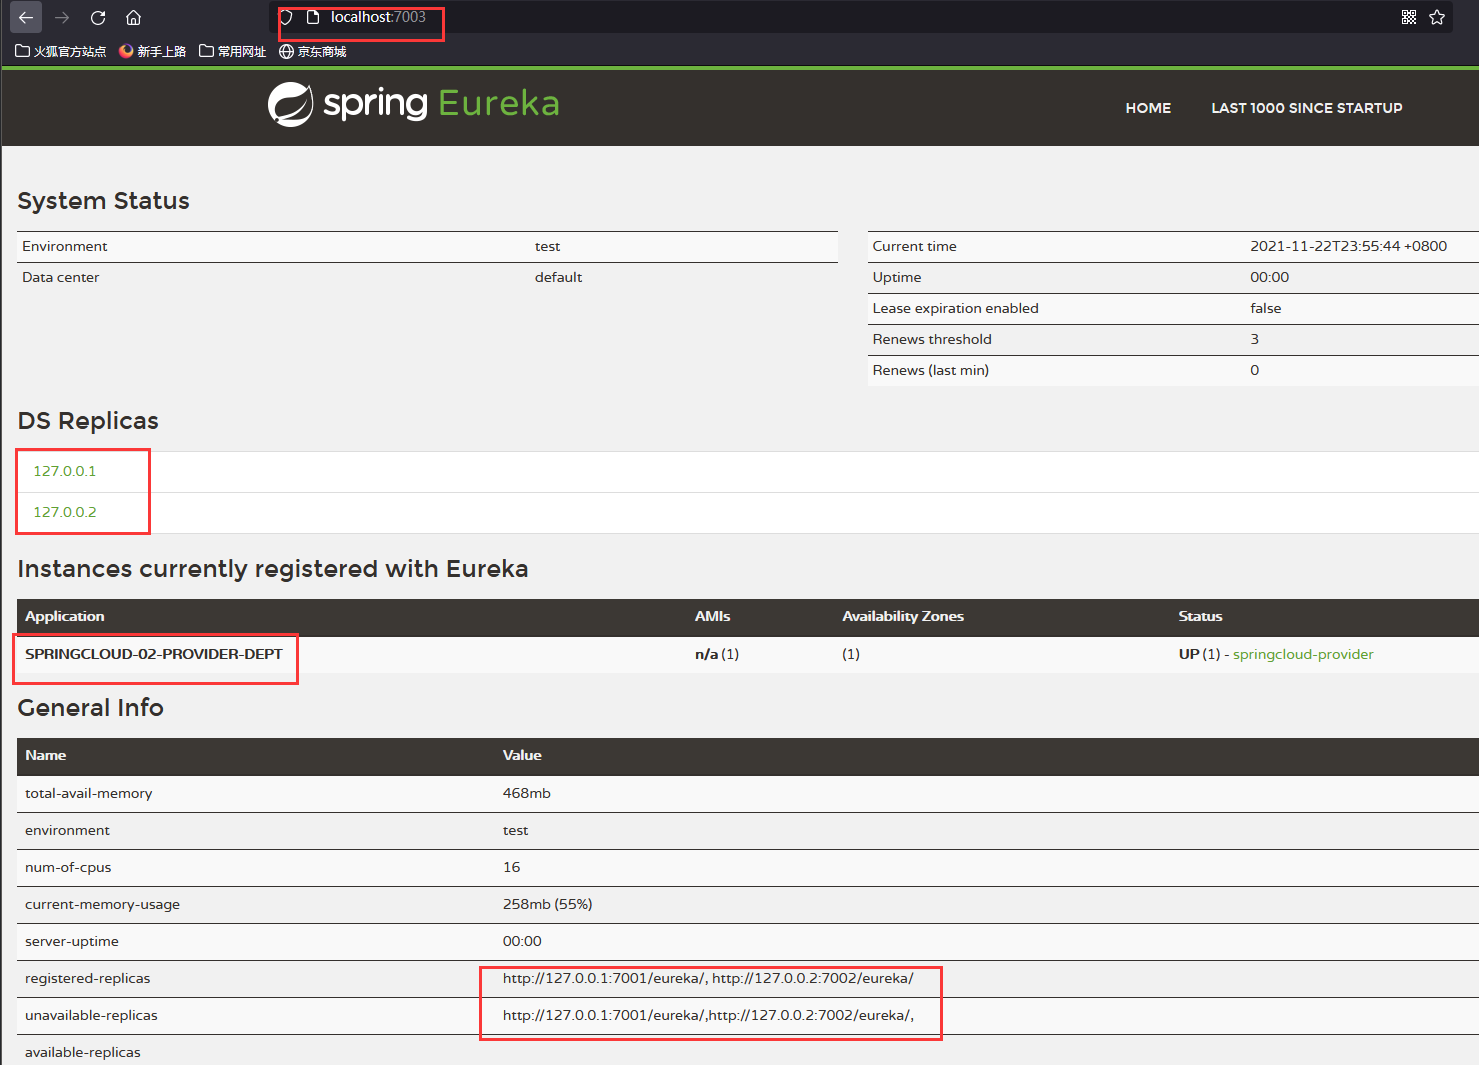 localhost:7003
火狐官方站点 新手上路 常用网址 京东商城
spring Eureka HOME LAST 1000 SINCE STARTUP
System Status
Environment test Current time 2021-11-22T23:55:44 +0800
Data center default Uptime 00:00
Lease expiration enabled false
Renews threshold 3
Renews (last min) 0
DS Replicas
127.0.0.1
127.0.0.2
Instances currently registered with Eureka
Application AMIs Availability Zones Status
SPRINGCLOUD-02-PROVIDER-DEPT n/a (1) (1) UP (1) - springcloud-provider
General Info
Name Value
total-avail-memory 468mb
environment test
num-of-cpus 16
current-memory-usage 258mb (55%)
server-uptime 00:00
registered-replicas http://127.0.0.1:7001/eureka/, http://127.0.0.2:7002/eureka/
unavailable-replicas http://127.0.0.1:7001/eureka/,http://127.0.0.2:7002/eureka/,
available-replicas